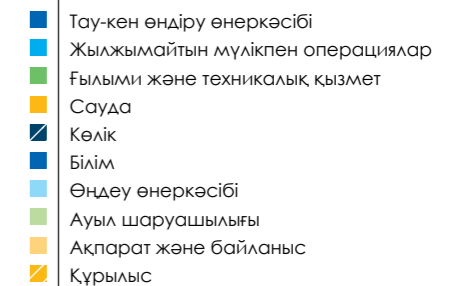 Тау-кен өндіру өнеркәсібі
Жылжымайтын мүлікпен операциялар
Ғылыми және техникалық қызмет
Сауда
Көлік
Білім
Өңдеу өнеркәсібі
Ауыл шаруашылығы
Ақпарат және байланыс
Құрылыс